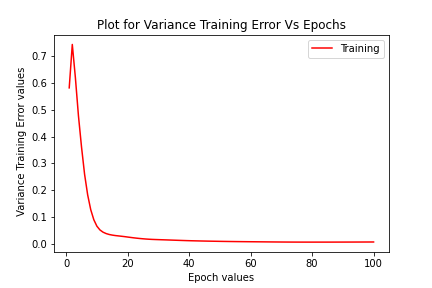 Plot for Variance Training Error Vs Epochs
Training
Variance Training Error values
0.7
0.6
0.5
0.4
0.3
0.2
0.1
0.0
0 20 40 60 80 100
Epoch values